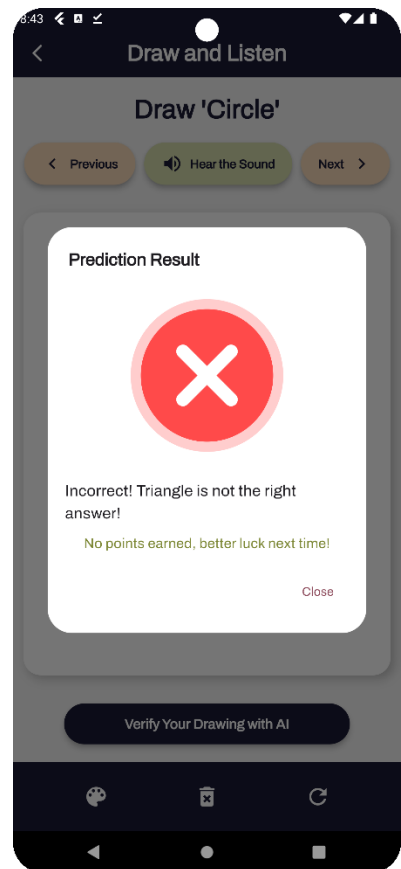 8:43
Draw and Listen
Draw 'Circle'
Previous
Hear the Sound
Next
Prediction Result
Incorrect! Triangle is not the right
answer!
No points earned, better luck next time!
Close
Verify Your Drawing with AI